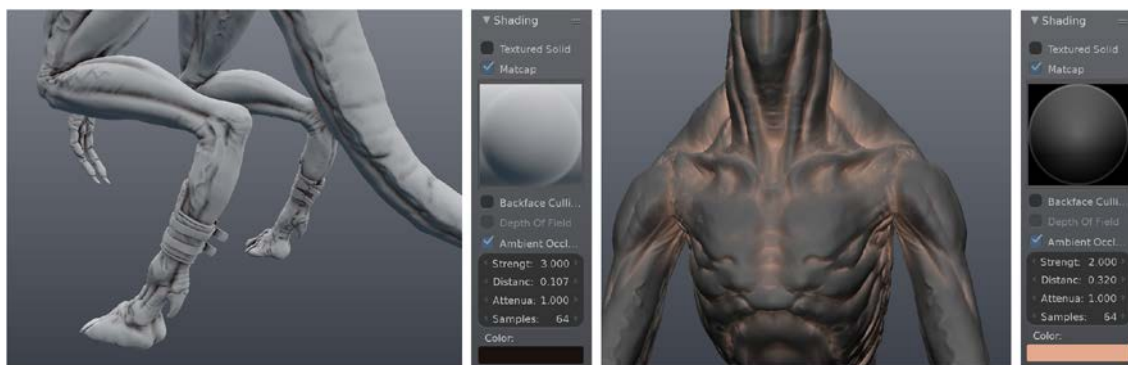 Shading
Textured Solid
Matcap
Backface Culli...
Depth Of Field
Ambient Occl...
Strengt: 3.000
Distanc: 0.107
Attenua: 1.000
Samples: 64
Color:
Shading
Textured Solid
Matcap
Backface Culli...
Depth Of Field
Ambient Occl...
Strengt: 2.000
Distanc: 0.320
Attenua: 1.000
Samples: 64
Color: